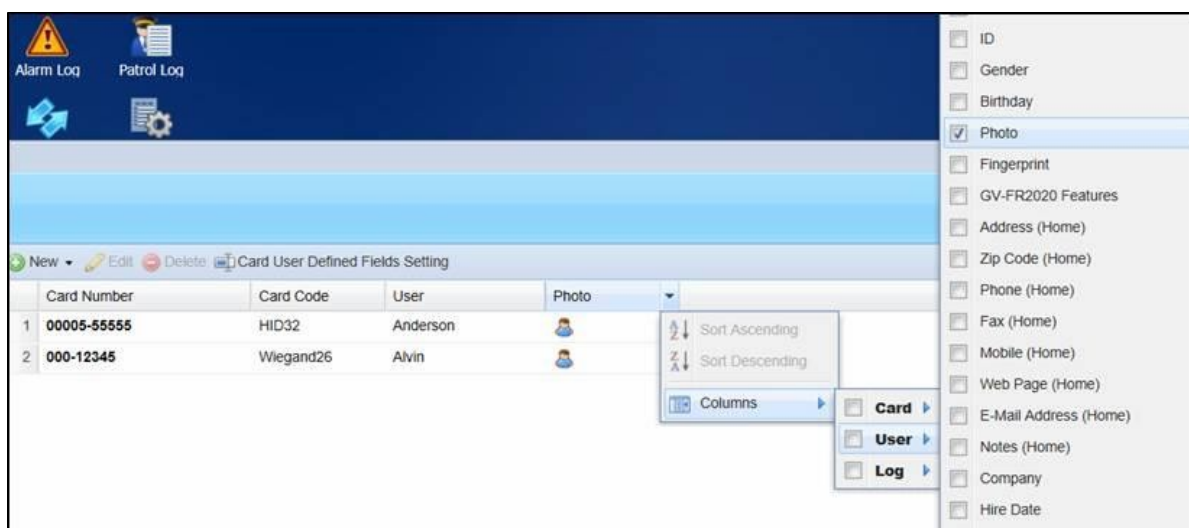 Alarm Log Patrol Log
New Edit Delete Card User Defined Fields Setting
Card Number Card Code User Photo
1 00005-55555 HID32 Anderson
2 000-12345 Wiegand26 Alvin
Sort Ascending
Sort Descending
Columns
Card
User
Log
ID
Gender
Birthday
Photo
Fingerprint
GV-FR2020 Features
Address (Home)
Zip Code (Home)
Phone (Home)
Fax (Home)
Mobile (Home)
Web Page (Home)
E-Mail Address (Home)
Notes (Home)
Company
Hire Date